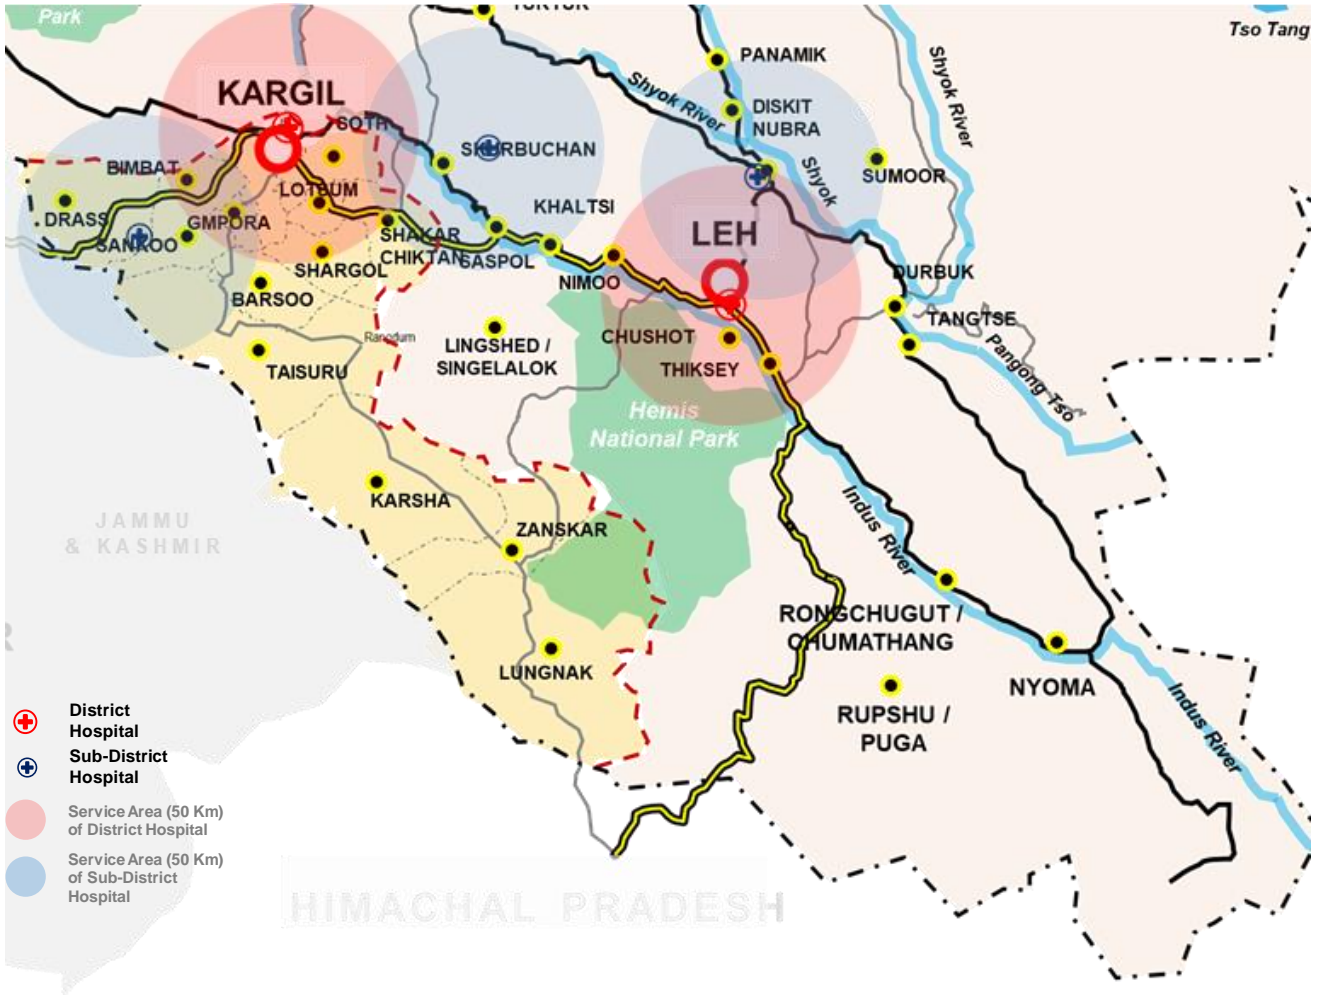 Park
TURTUK
Tso Tang
PANAMIK
Shyok River
Shyok River
KARGIL
DISKIT
NUBRA
SOTH
SKURBUCHAN
BIMBAT
Shyok
SUMOOR
LOTSUM
KHALTSI
DRASS
GMPORA
SANKOO
SHAKAR
CHIKTAN
SASPOL
LEH
SHARGOL
NIMOO
DURBUK
BARSOO
TANGTSE
Rangdum
CHUSHOT
LINGSHED /
SINGELALOK
THIKSEY
Pangong Tso
TAISURU
Hemis
National Park
KARSHA
Indus River
JAMMU
& KASHMIR
ZANSKAR
RONGCHUGUT /
CHUMATHANG
R
LUNGNAK
NYOMA
RUPSHU /
PUGA
Indus River
District
Hospital
Sub-District
Hospital
Service Area (50 Km)
of District Hospital
Service Area (50 Km)
of Sub-District
Hospital
HIMACHAL PRADESH